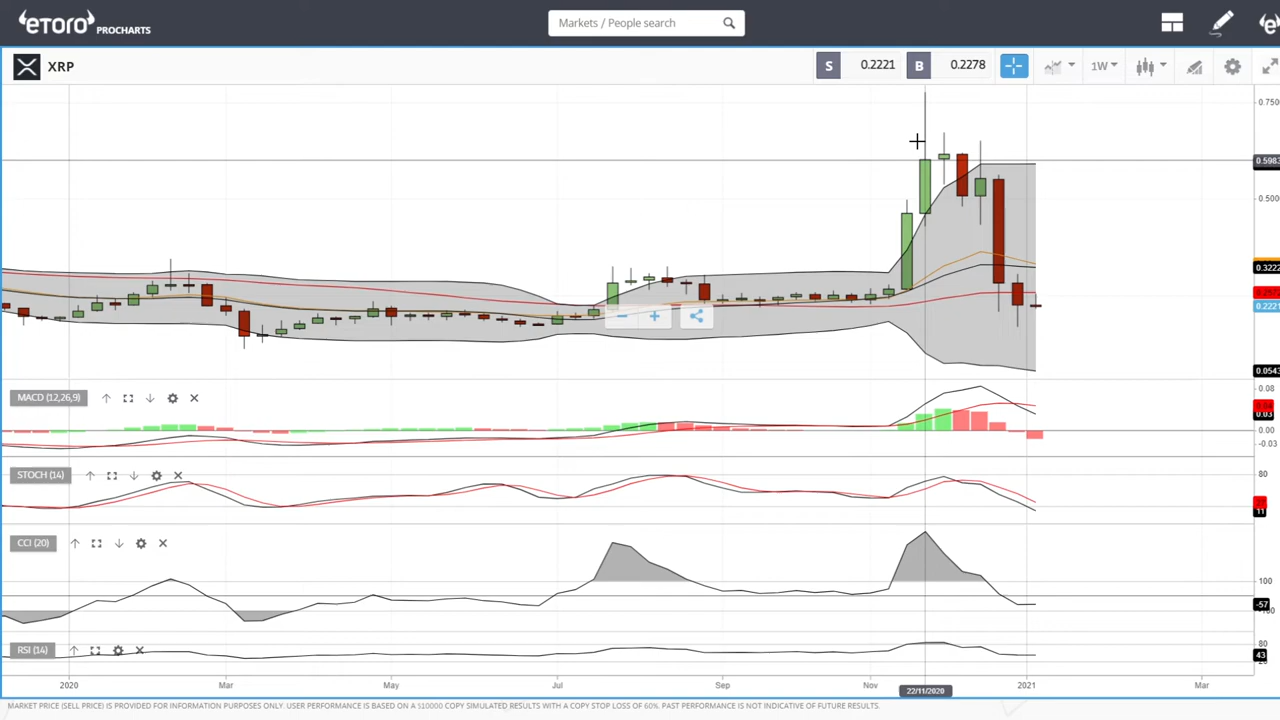 eToro PROCHARTS
Markets / People search
XRP
S 0.2221 B 0.2278
1W
0.7500
0.5983
0.5000
0.3222
0.2572
0.2221
0.0543
MACD (12,26,9)
0.08
0.03
0.00
-0.03
STOCH (14)
80
11
CCI (20)
100
-57
RSI (14)
80
43
2020 Mar May Jul Sep Nov 22/11/2020 2021 Mar
MARKET PRICE (SELL PRICE) IS PROVIDED FOR INFORMATION PURPOSES ONLY. USER PERFORMANCE IS BASED ON A $10000 COPY SIMULATED RESULTS WITH A COPY STOP LOSS OF 60%. PAST PERFORMANCE IS NOT INDICATIVE OF FUTURE RESULTS.